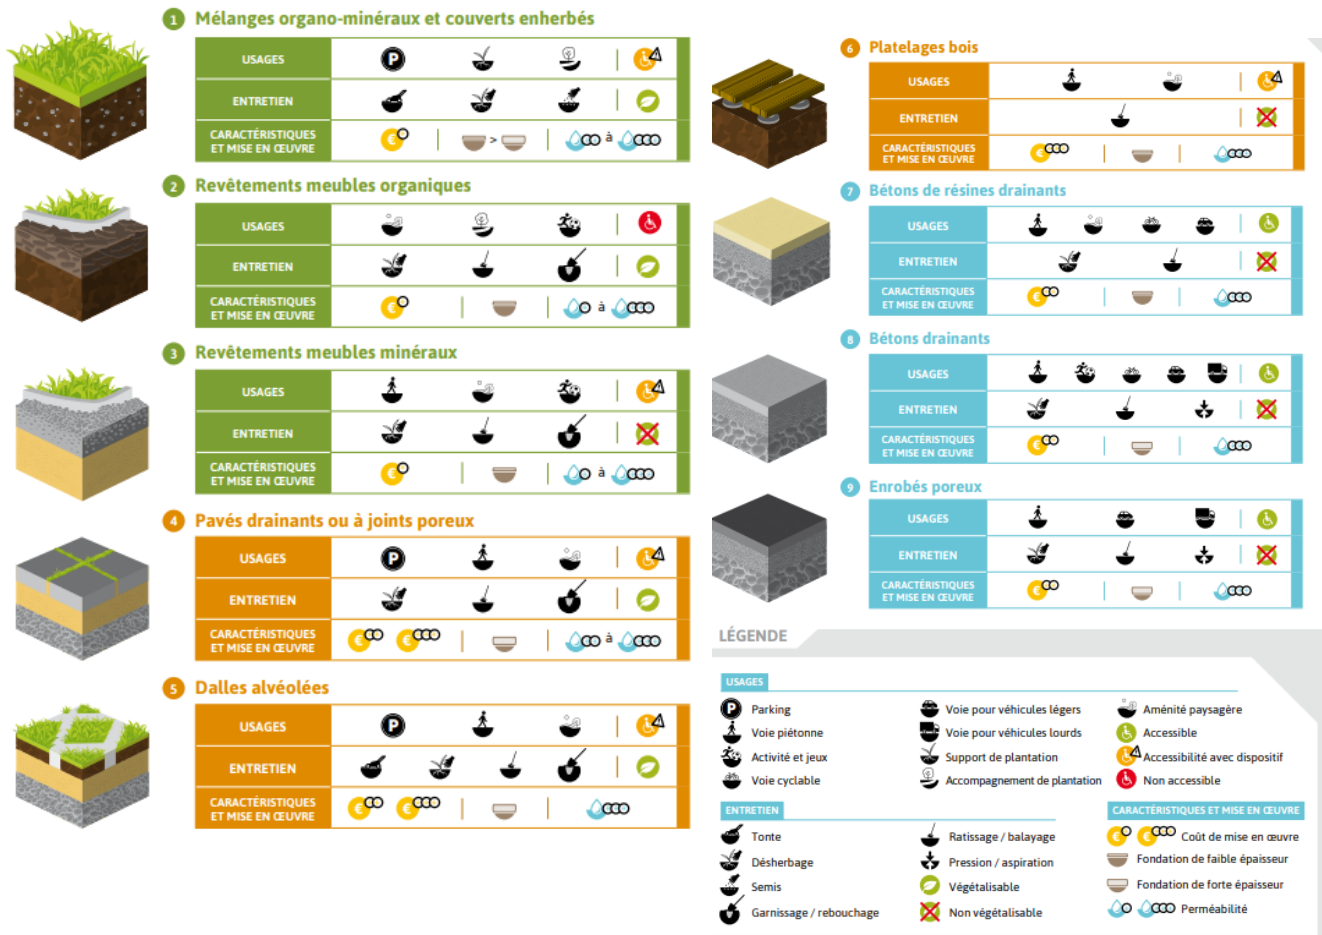 1 Mélanges organo-minéraux et couverts enherbés
USAGES
P
ENTRETIEN
CARACTÉRISTIQUES
ET MISE EN ŒUVRE
€
>
à
2 Revêtements meubles organiques
USAGES
ENTRETIEN
CARACTÉRISTIQUES
ET MISE EN ŒUVRE
€
à
3 Revêtements meubles minéraux
USAGES
ENTRETIEN
CARACTÉRISTIQUES
ET MISE EN ŒUVRE
€
à
4 Pavés drainants ou à joints poreux
USAGES
P
ENTRETIEN
CARACTÉRISTIQUES
ET MISE EN ŒUVRE
€ €
à
5 Dalles alvéolées
USAGES
P
ENTRETIEN
CARACTÉRISTIQUES
ET MISE EN ŒUVRE
€ €
6 Platelages bois
USAGES
ENTRETIEN
CARACTÉRISTIQUES
ET MISE EN ŒUVRE
€
7 Bétons de résines drainants
USAGES
ENTRETIEN
CARACTÉRISTIQUES
ET MISE EN ŒUVRE
€
8 Bétons drainants
USAGES
ENTRETIEN
CARACTÉRISTIQUES
ET MISE EN ŒUVRE
€
9 Enrobés poreux
USAGES
ENTRETIEN
CARACTÉRISTIQUES
ET MISE EN ŒUVRE
€
LÉGENDE
USAGES
P Parking
Voie piétonne
Activité et jeux
Voie cyclable
Voie pour véhicules légers
Voie pour véhicules lourds
Support de plantation
Accompagnement de plantation
Aménité paysagère
Accessible
Accessibilité avec dispositif
Non accessible
ENTRETIEN
Tonte
Désherbage
Semis
Garnissage / rebouchage
Ratissage / balayage
Pression / aspiration
Végétalisable
Non végétalisable
CARACTÉRISTIQUES ET MISE EN ŒUVRE
€ € Coût de mise en œuvre
Fondation de faible épaisseur
Fondation de forte épaisseur
Perméabilité